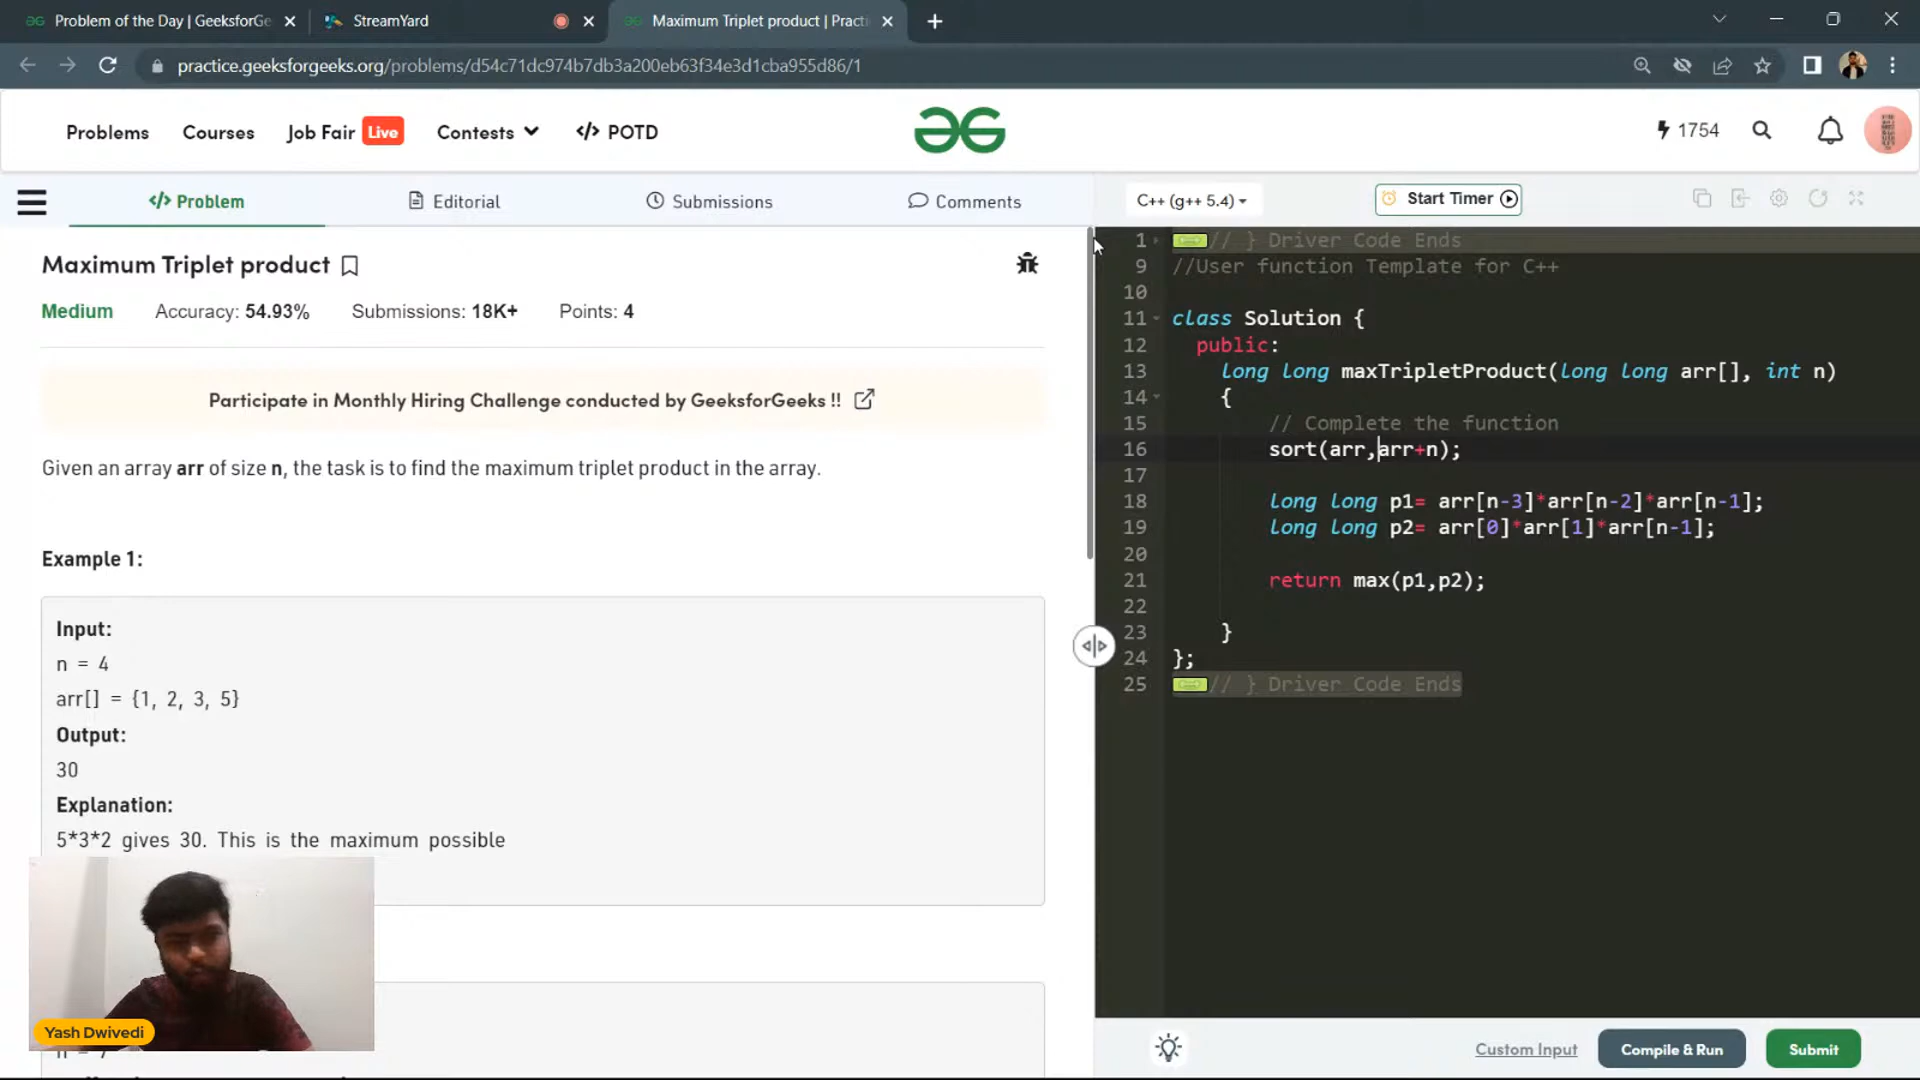 Problem of the Day | GeeksforGe
StreamYard
Maximum Triplet product | Practi
practice.geeksforgeeks.org/problems/d54c71dc974b7db3a200eb63f34e3d1cba955d86/1
Problems Courses Job Fair Live Contests </> POTD
1754
</> Problem Editorial Submissions Comments
C++ (g++ 5.4) Start Timer
Maximum Triplet product
Medium Accuracy: 54.93% Submissions: 18K+ Points: 4
Participate in Monthly Hiring Challenge conducted by GeeksforGeeks !!
Given an array arr of size n, the task is to find the maximum triplet product in the array.
Example 1:
Input:
n = 4
arr[] = {1, 2, 3, 5}
Output:
30
Explanation:
5*3*2 gives 30. This is the maximum possible
Yash Dwivedi
1 // } Driver Code Ends
9 //User function Template for C++
10
11 class Solution {
12 public:
13 long long maxTripletProduct(long long arr[], int n)
14 {
15 // Complete the function
16 sort(arr,arr+n);
17
18 long long p1= arr[n-3]*arr[n-2]*arr[n-1];
19 long long p2= arr[0]*arr[1]*arr[n-1];
20
21 return max(p1,p2);
22
23 }
24 };
25 // } Driver Code Ends
Custom Input Compile & Run Submit